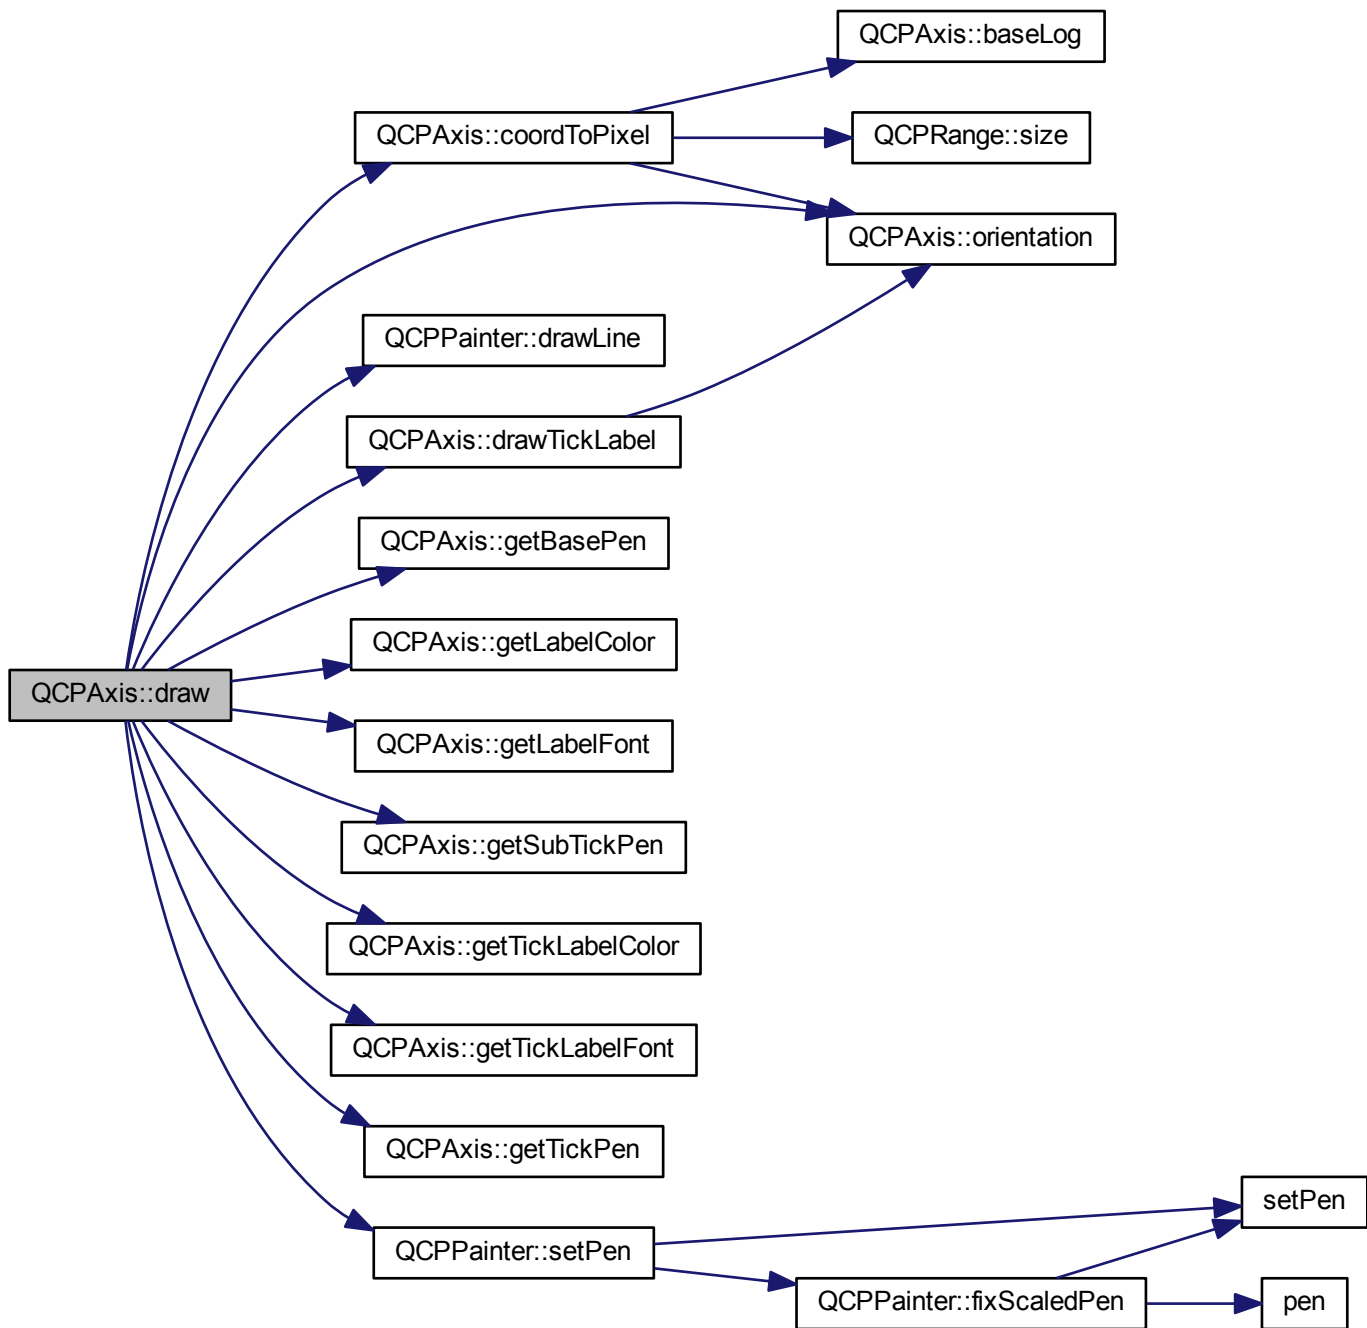 QCPAxis::baseLog
QCPAxis::coordToPixel
QCPRange::size
QCPAxis::orientation
QCPPainter::drawLine
QCPAxis::drawTickLabel
QCPAxis::getBasePen
QCPAxis::getLabelColor
QCPAxis::draw
QCPAxis::getLabelFont
QCPAxis::getSubTickPen
QCPAxis::getTickLabelColor
QCPAxis::getTickLabelFont
QCPAxis::getTickPen
setPen
QCPPainter::setPen
QCPPainter::fixScaledPen
pen